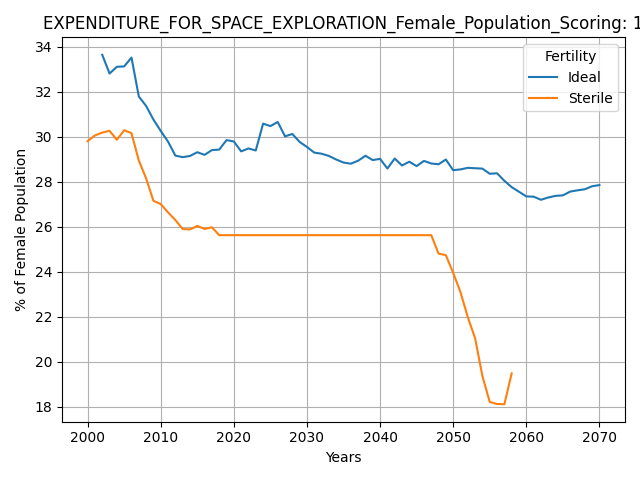 EXPENDITURE_FOR_SPACE_EXPLORATION_Female_Population_Scoring: 1
Fertility
Ideal
Sterile
% of Female Population
34
32
30
28
26
24
22
20
18
2000 2010 2020 2030 2040 2050 2060 2070
Years